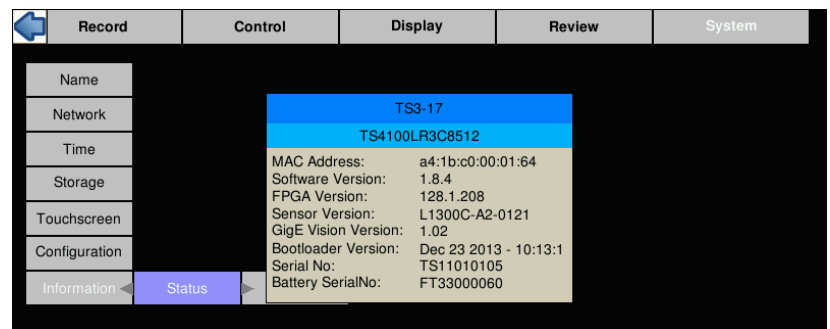 Record Control Display Review System
Name
Network
Time
Storage
Touchscreen
Configuration
Information Status
TS3-17
TS4100LR3C8512
MAC Address: a4:1b:c0:00:01:64
Software Version: 1.8.4
FPGA Version: 128.1.208
Sensor Version: L1300C-A2-0121
GigE Vision Version: 1.02
Bootloader Version: Dec 23 2013 - 10:13:1
Serial No: TS11010105
Battery SerialNo: FT33000060